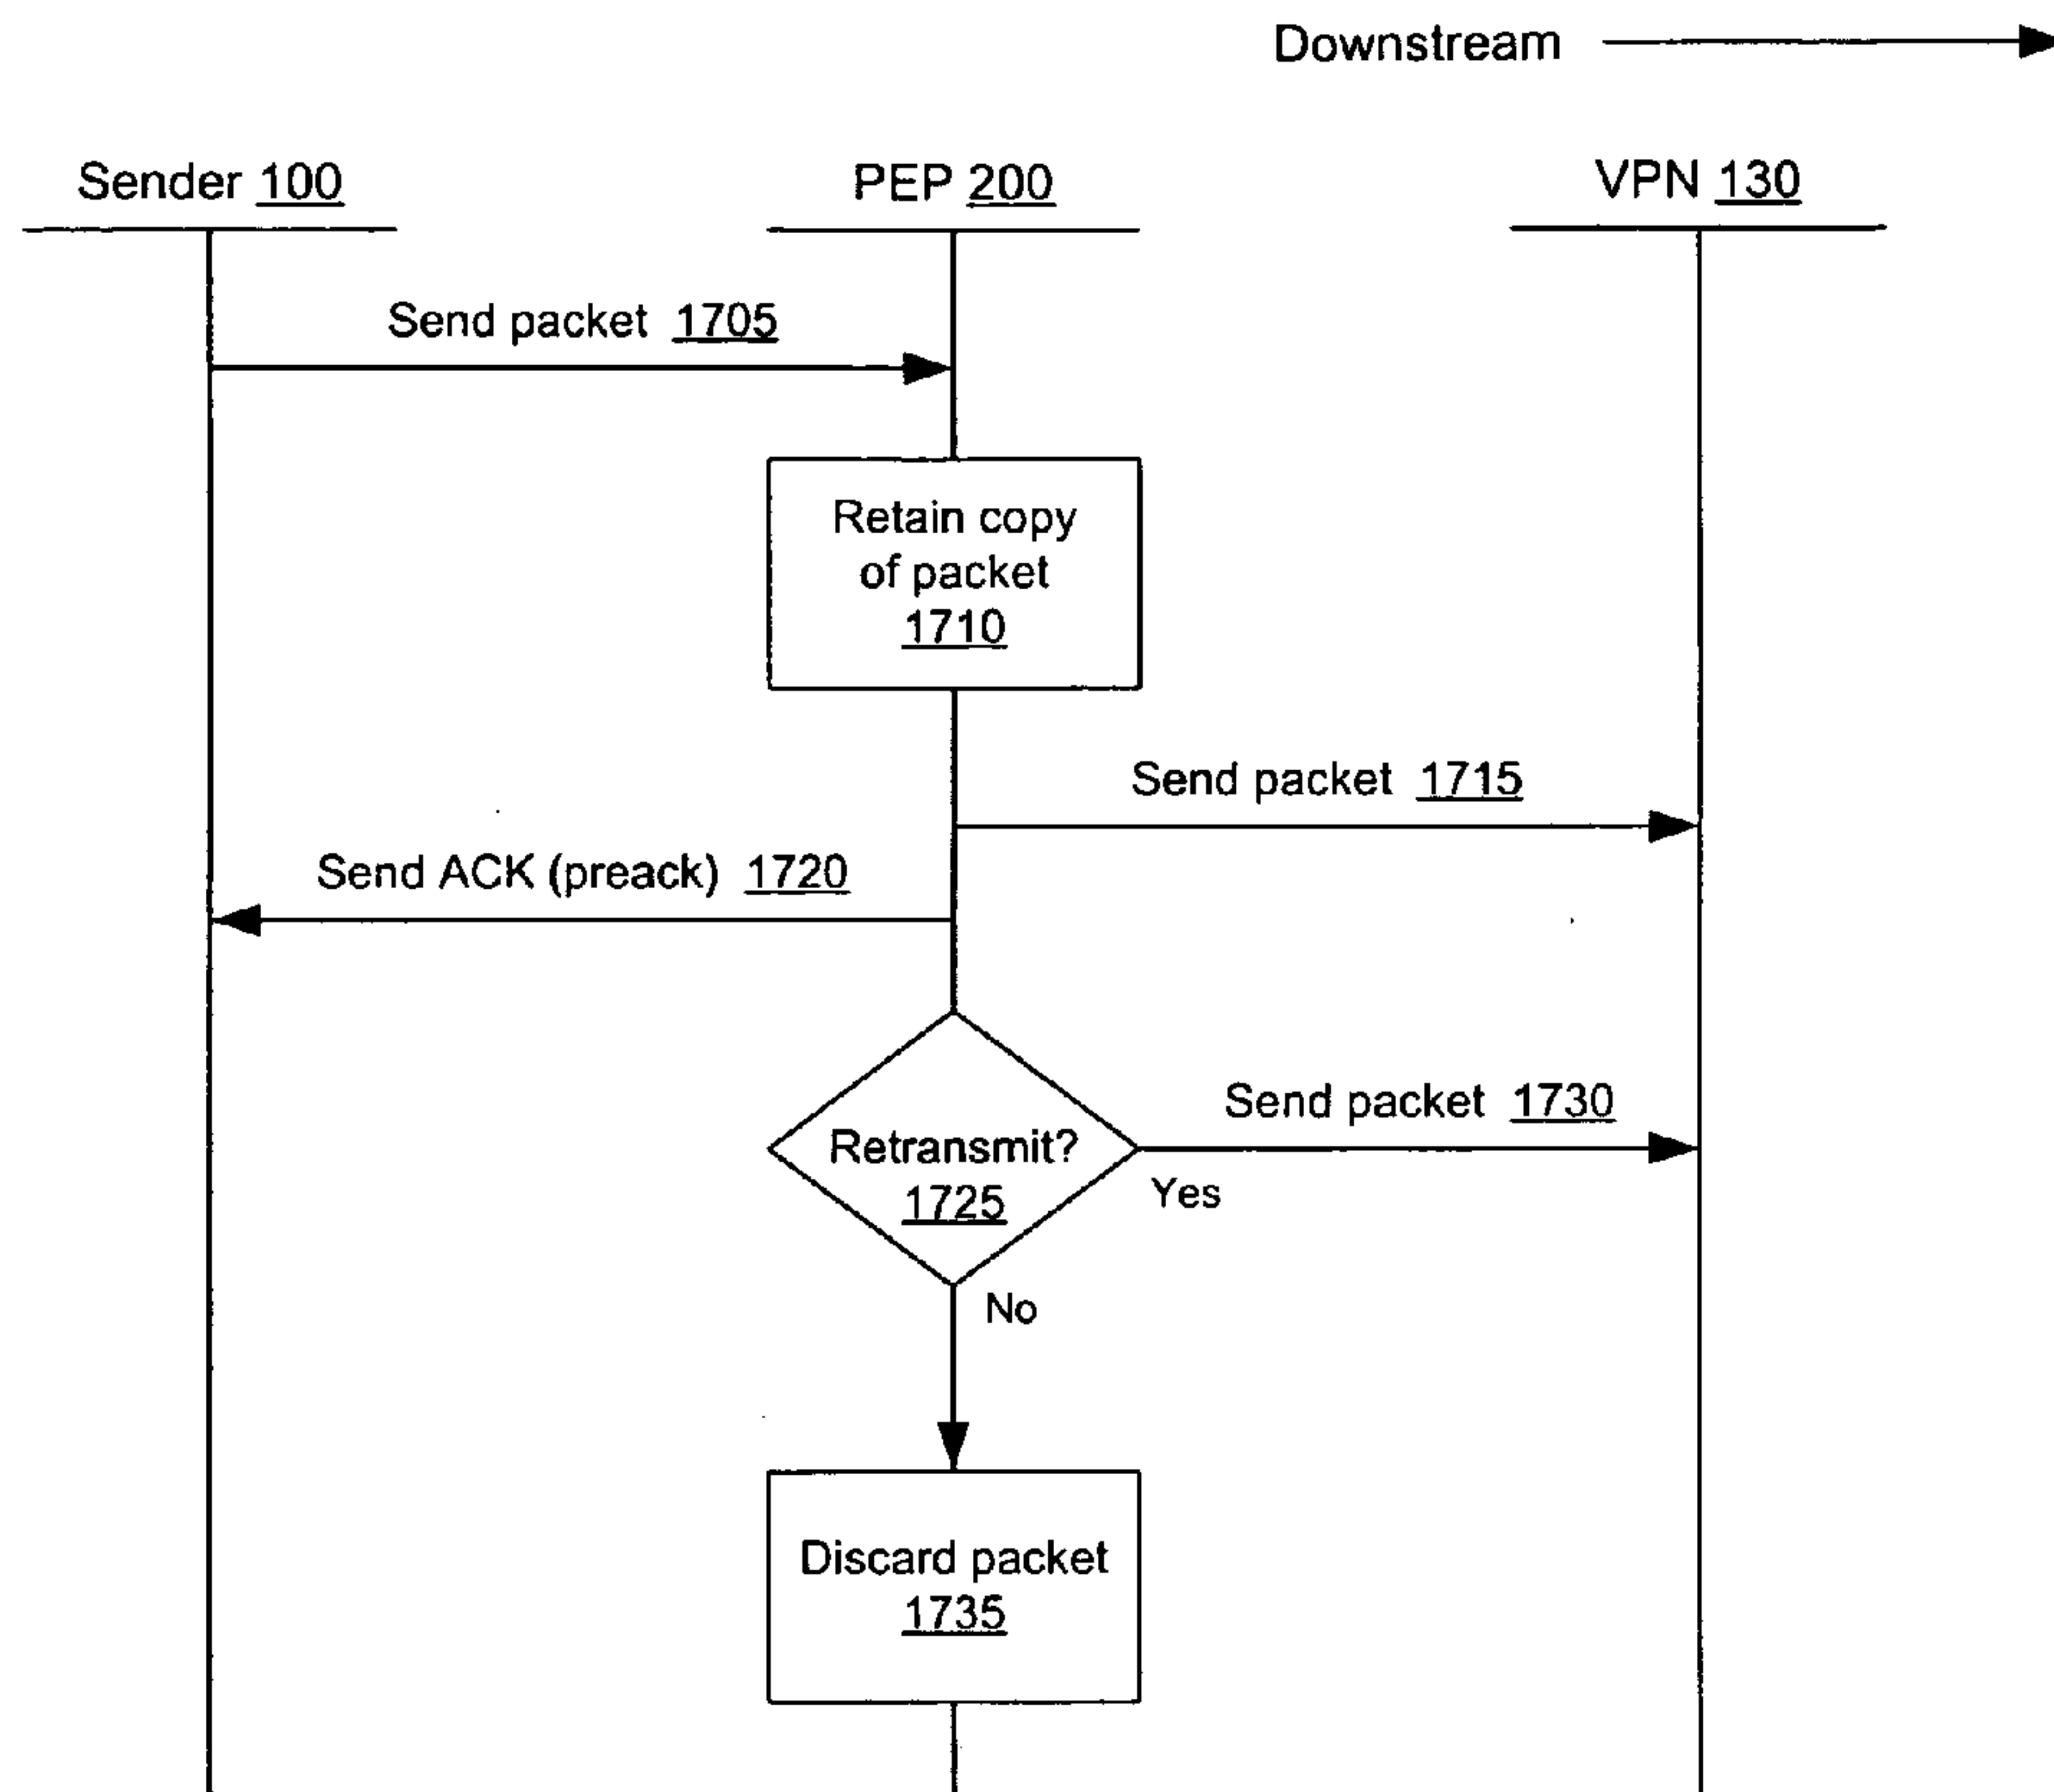 Downstream
Sender 100
PEP 200
VPN 130
Send packet 1705
Retain copy
of packet
1710
Send packet 1715
Send ACK (preack) 1720
Send packet 1730
Retransmit?
1725
Yes
No
Discard packet
1735